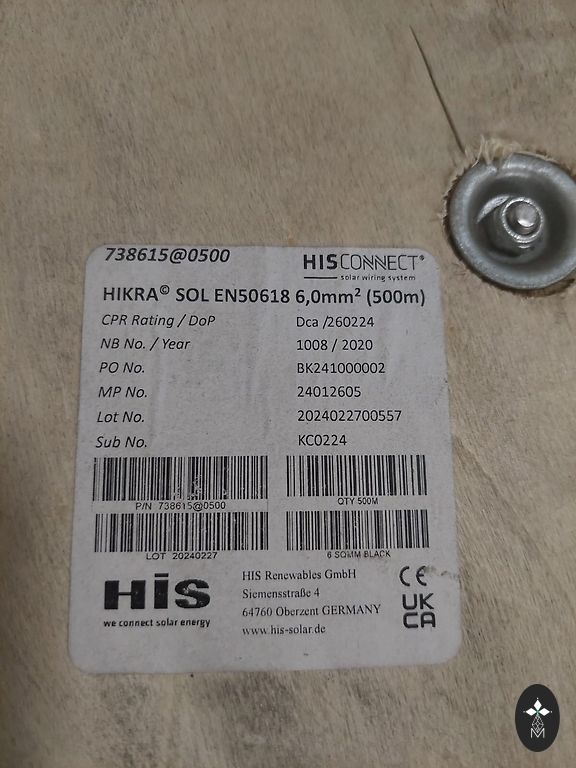 738615@0500
HISCONNECT®
solar wiring system
HIKRA© SOL EN50618 6,0mm² (500m)
CPR Rating / DoP Dca /260224
NB No. / Year 1008 / 2020
PO No. BK241000002
MP No. 24012605
Lot No. 2024022700557
Sub No. KC0224
P/N 738615@0500 QTY 500M
LOT 20240227 6 SQMM BLACK
HIS
we connect solar energy
HIS Renewables GmbH
Siemensstraße 4
64760 Oberzent GERMANY
www.his-solar.de
CE
UK
CA
M